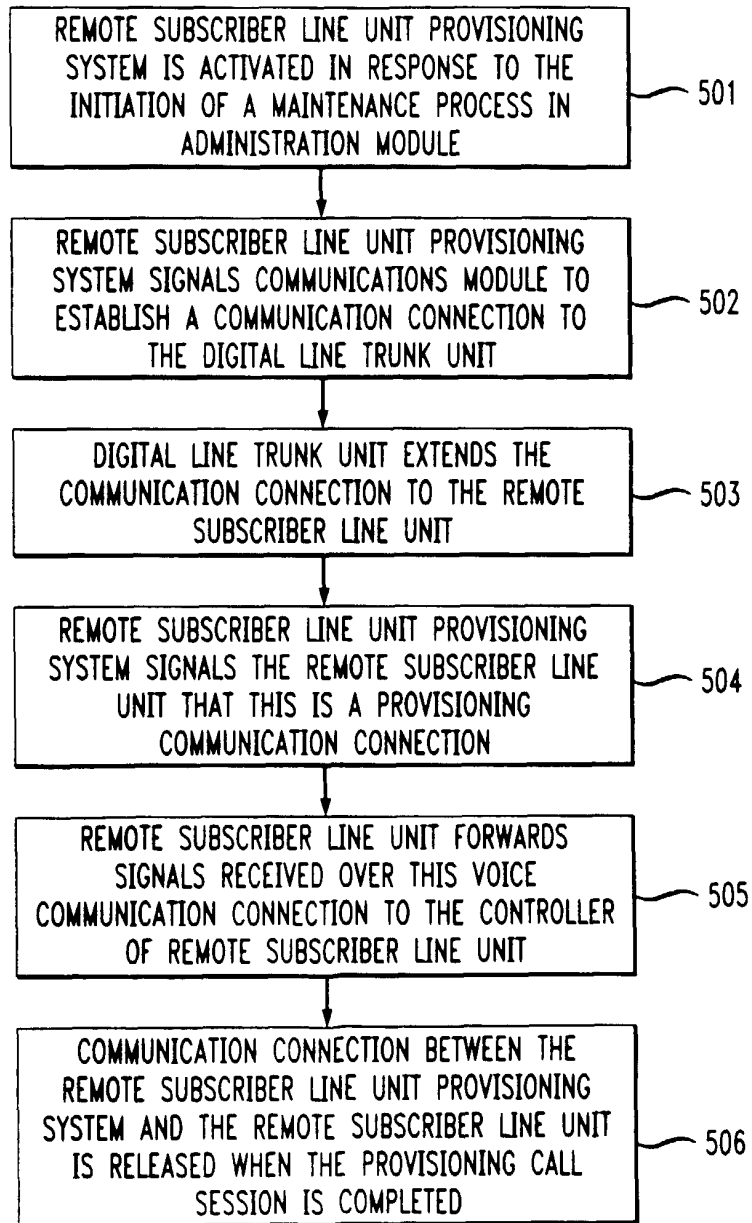 REMOTE SUBSCRIBER LINE UNIT PROVISIONING
SYSTEM IS ACTIVATED IN RESPONSE TO THE
INITIATION OF A MAINTENANCE PROCESS IN
ADMINISTRATION MODULE
501
REMOTE SUBSCRIBER LINE UNIT PROVISIONING
SYSTEM SIGNALS COMMUNICATIONS MODULE TO
ESTABLISH A COMMUNICATION CONNECTION TO
THE DIGITAL LINE TRUNK UNIT
502
DIGITAL LINE TRUNK UNIT EXTENDS THE
COMMUNICATION CONNECTION TO THE REMOTE
SUBSCRIBER LINE UNIT
503
REMOTE SUBSCRIBER LINE UNIT PROVISIONING
SYSTEM SIGNALS THE REMOTE SUBSCRIBER LINE
UNIT THAT THIS IS A PROVISIONING
COMMUNICATION CONNECTION
504
REMOTE SUBSCRIBER LINE UNIT FORWARDS
SIGNALS RECEIVED OVER THIS VOICE
COMMUNICATION CONNECTION TO THE CONTROLLER
OF REMOTE SUBSCRIBER LINE UNIT
505
COMMUNICATION CONNECTION BETWEEN THE
REMOTE SUBSCRIBER LINE UNIT PROVISIONING
SYSTEM AND THE REMOTE SUBSCRIBER LINE UNIT
IS RELEASED WHEN THE PROVISIONING CALL
SESSION IS COMPLETED
506